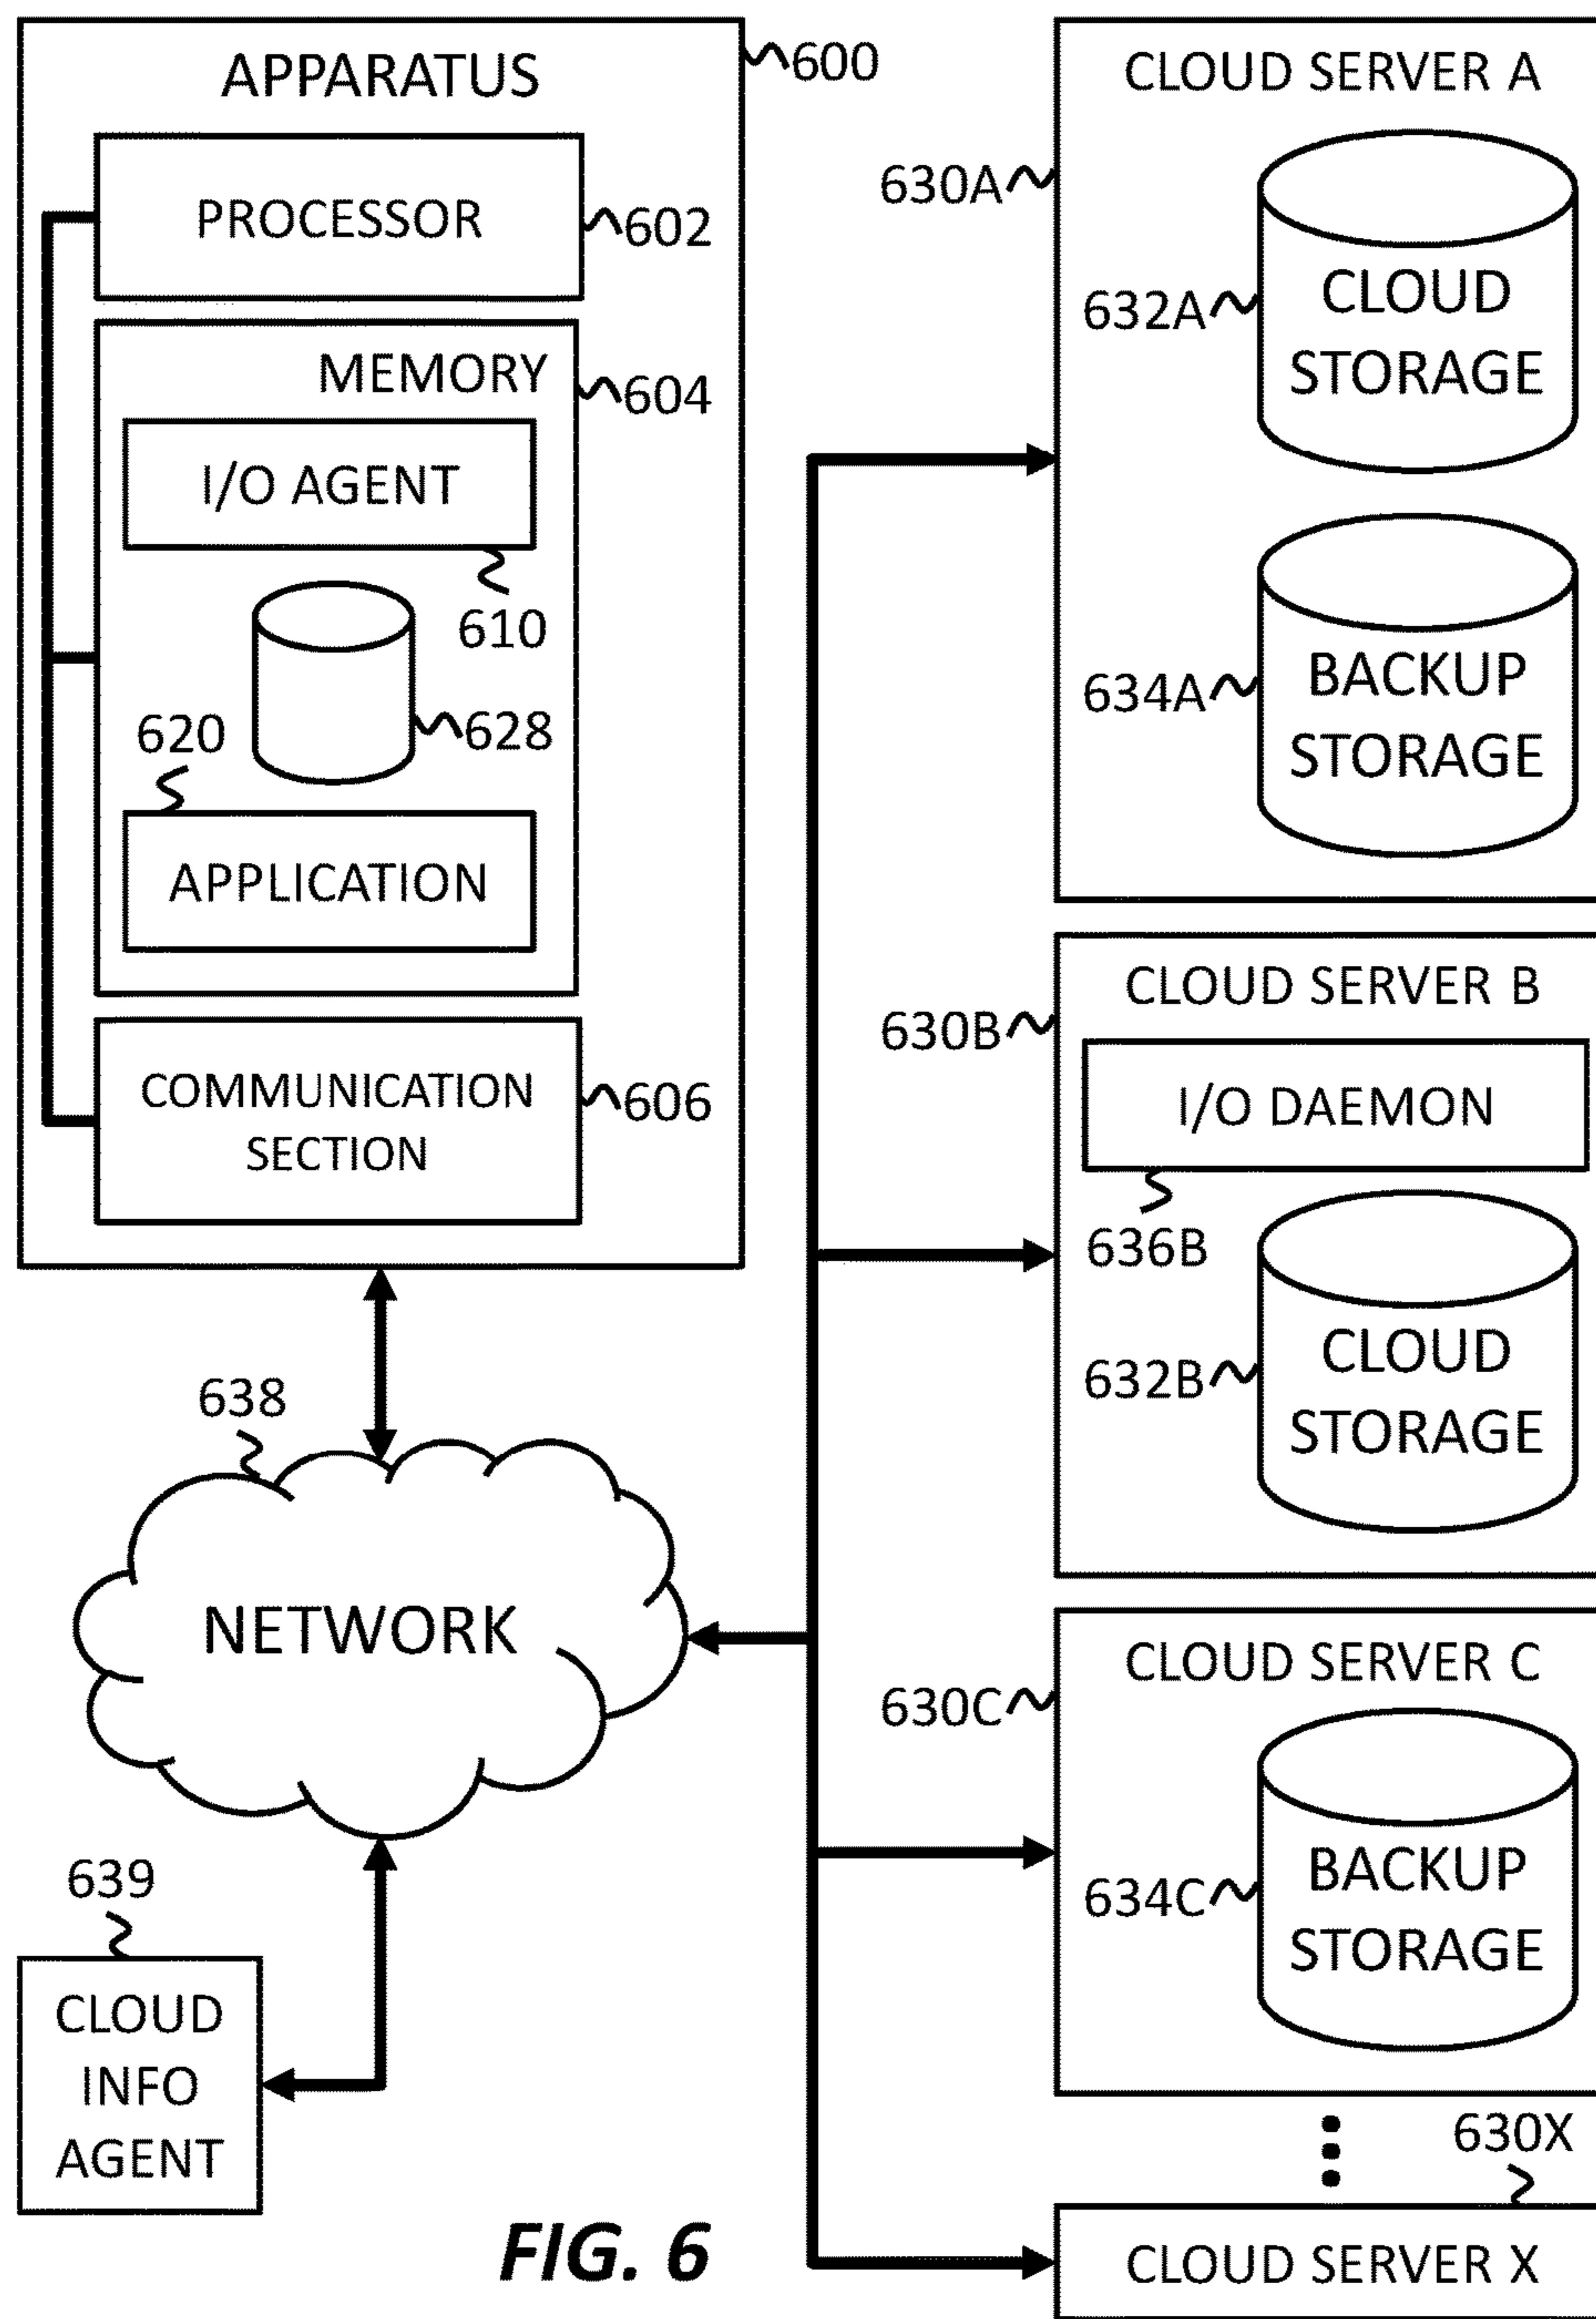 APPARATUS
600
PROCESSOR
602
MEMORY
604
I/O AGENT
610
628
620
APPLICATION
COMMUNICATION
SECTION
606
638
NETWORK
639
CLOUD
INFO
AGENT
CLOUD SERVER A
630A
632A
CLOUD
STORAGE
634A
BACKUP
STORAGE
CLOUD SERVER B
630B
I/O DAEMON
636B
632B
CLOUD
STORAGE
CLOUD SERVER C
630C
634C
BACKUP
STORAGE
630X
CLOUD SERVER X
FIG. 6